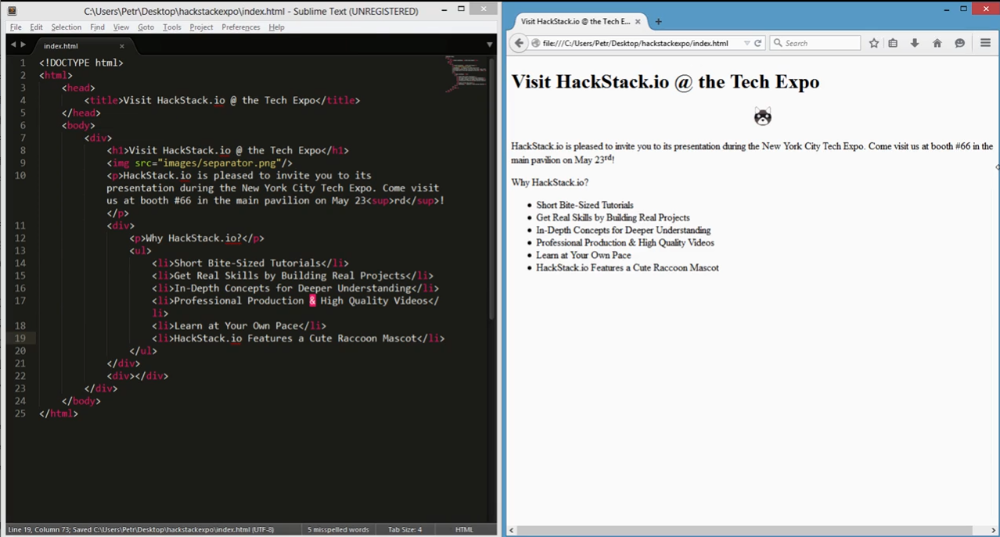 C:\Users\Petr\Desktop\hackstackexpo\index.html - Sublime Text (UNREGISTERED)
File Edit Selection Find View Goto Tools Project Preferences Help
index.html
1 <!DOCTYPE html>
2 <html>
3 <head>
4 <title>Visit HackStack.io @ the Tech Expo</title>
5 </head>
6 <body>
7 <div>
8 <h1>Visit HackStack.io @ the Tech Expo</h1>
9 <img src="images/separator.png"/>
10 <p>HackStack.io is pleased to invite you to its
presentation during the New York City Tech Expo. Come visit
us at booth #66 in the main pavilion on May 23<sup>rd</sup>!
</p>
11 <div>
12 <p>Why HackStack.io?</p>
13 <ul>
14 <li>Short Bite-Sized Tutorials</li>
15 <li>Get Real Skills by Building Real Projects</li>
16 <li>In-Depth Concepts for Deeper Understanding</li>
17 <li>Professional Production & High Quality Videos</
li>
18 <li>Learn at Your Own Pace</li>
19 <li>HackStack.io Features a Cute Raccoon Mascot</li>
20 </ul>
21 </div>
22 <div></div>
23 </div>
24 </body>
25 </html>
Line 19, Column 73; Saved C:\Users\Petr\Desktop\hackstackexpo\index.html (UTF-8) 5 misspelled words Tab Size: 4 HTML
Visit HackStack.io @ the Tech E...
file:///C:/Users/Petr/Desktop/hackstackexpo/index.html Search
Visit HackStack.io @ the Tech Expo
HackStack.io is pleased to invite you to its presentation during the New York City Tech Expo. Come visit us at booth #66 in the
main pavilion on May 23rd!
Why HackStack.io?
• Short Bite-Sized Tutorials
• Get Real Skills by Building Real Projects
• In-Depth Concepts for Deeper Understanding
• Professional Production & High Quality Videos
• Learn at Your Own Pace
• HackStack.io Features a Cute Raccoon Mascot